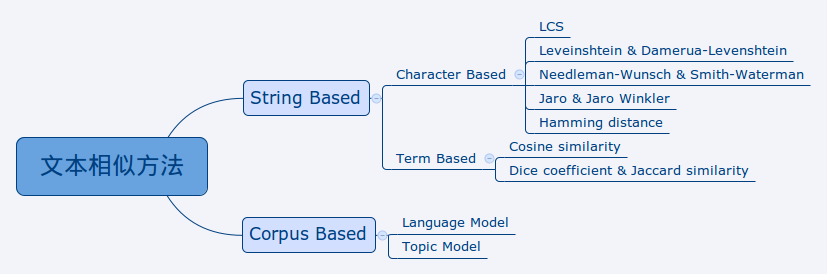 文本相似方法
String Based
Character Based
LCS
Leveinshtein & Damerua-Levenshtein
Needleman-Wunsch & Smith-Waterman
Jaro & Jaro Winkler
Hamming distance
Term Based
Cosine similarity
Dice coefficient & Jaccard similarity
Corpus Based
Language Model
Topic Model